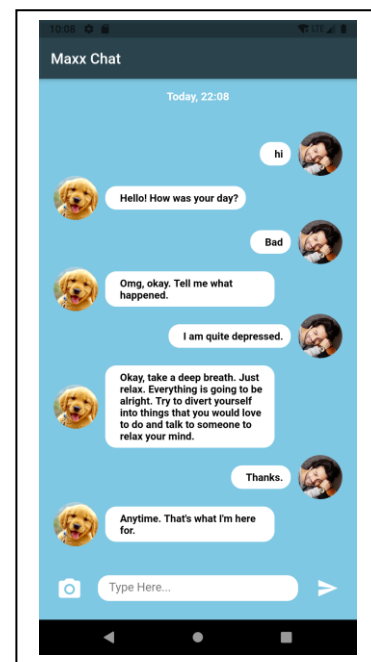 10:08 LTE
Maxx Chat
Today, 22:08
hi
Hello! How was your day?
Bad
Omg, okay. Tell me what
happened.
I am quite depressed.
Okay, take a deep breath. Just
relax. Everything is going to be
alright. Try to divert yourself
into things that you would love
to do and talk to someone to
relax your mind.
Thanks.
Anytime. That's what I'm here
for.
Type Here...